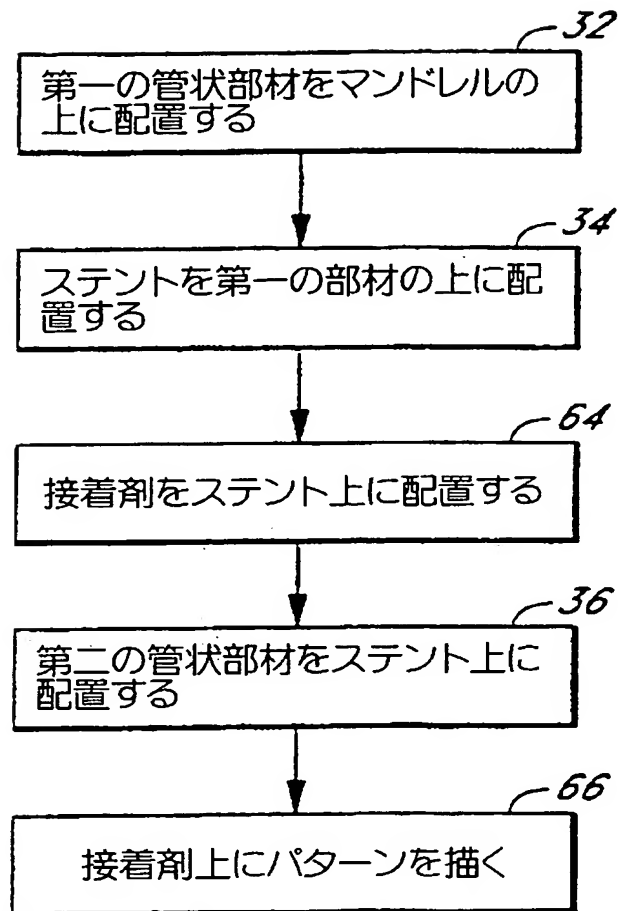 32
第一の管状部材をマンドレルの
上に配置する
34
ステントを第一の部材の上に配
置する
64
接着剤をステント上に配置する
36
第二の管状部材をステント上に
配置する
66
接着剤上にパターンを描く